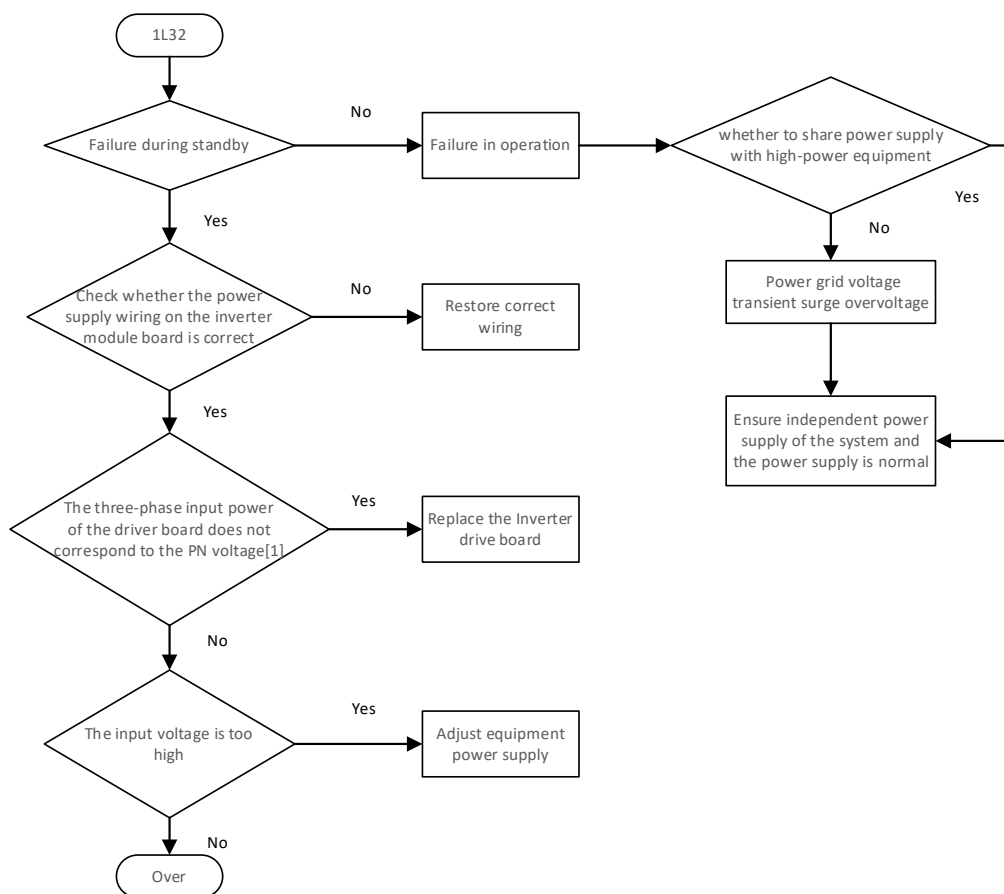 1L32
No
Failure during standby
Failure in operation
whether to share power supply
with high-power equipment
Yes
Yes
No
Check whether the power
supply wiring on the inverter
module board is correct
No
Restore correct
wiring
Power grid voltage
transient surge overvoltage
Yes
Ensure independent power
supply of the system and
the power supply is normal
The three-phase input power
of the driver board does not
correspond to the PN voltage[1]
Yes
Replace the Inverter
drive board
No
The input voltage is too
high
Yes
Adjust equipment
power supply
No
Over